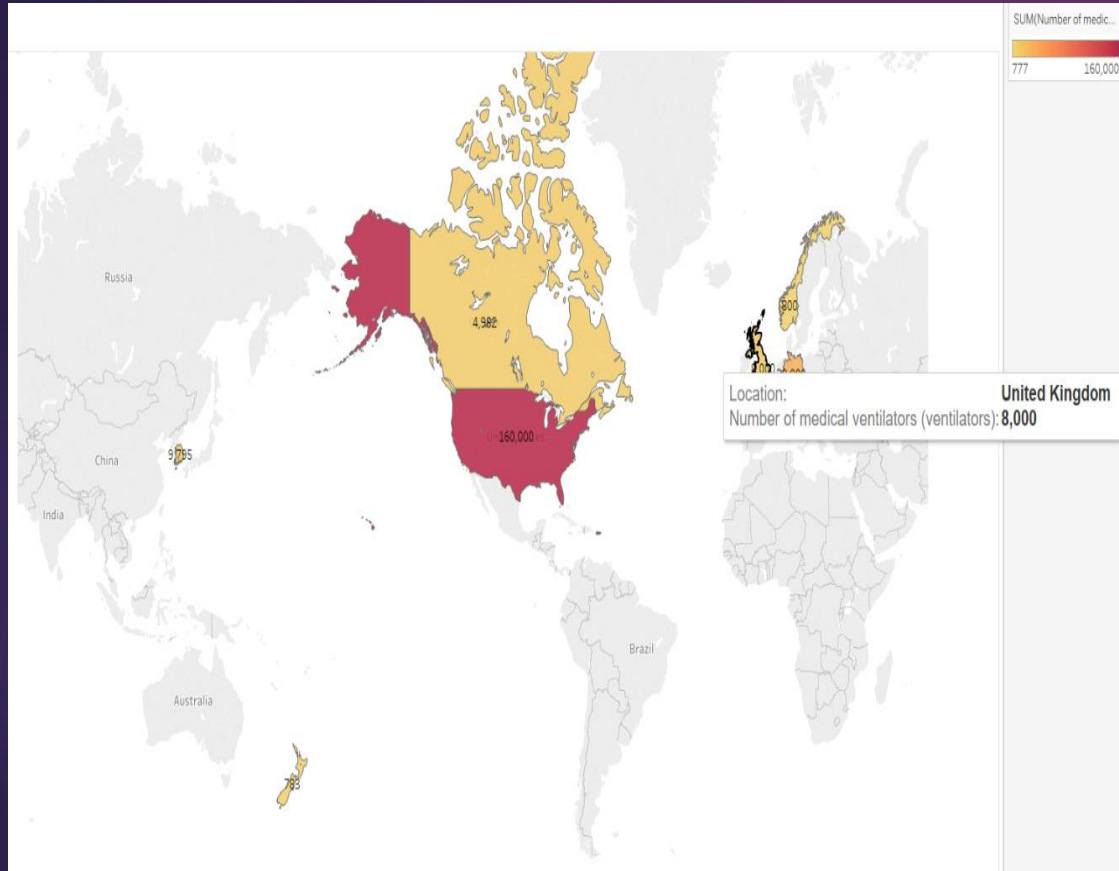 SUM(Number of medic...
777 160,000
Russia
4,982
800
Location: United Kingdom
Number of medical ventilators (ventilators): 8,000
160,000
China
9,795
India
Brazil
Australia
783